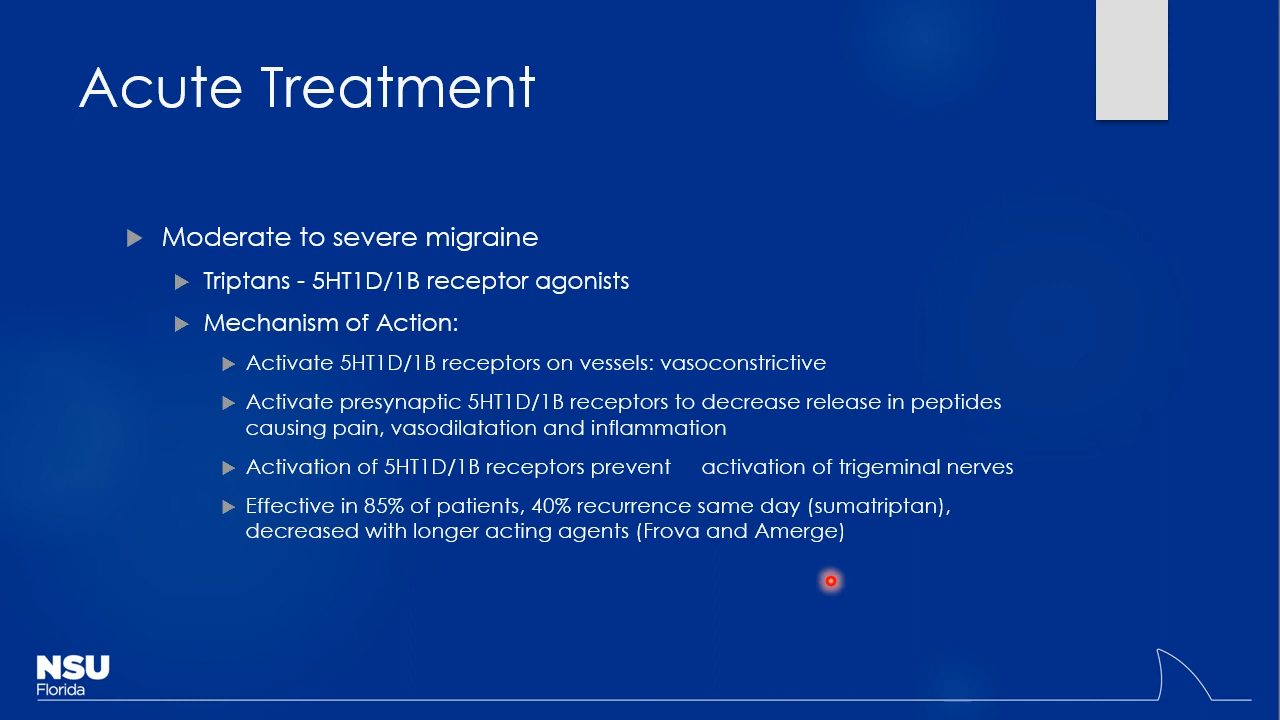 Acute Treatment
Moderate to severe migraine
Triptans - 5HT1D/1B receptor agonists
Mechanism of Action:
Activate 5HT1D/1B receptors on vessels: vasoconstrictive
Activate presynaptic 5HT1D/1B receptors to decrease release in peptides
causing pain, vasodilatation and inflammation
Activation of 5HT1D/1B receptors prevent activation of trigeminal nerves
Effective in 85% of patients, 40% recurrence same day (sumatriptan),
decreased with longer acting agents (Frova and Amerge)
NSU
Florida